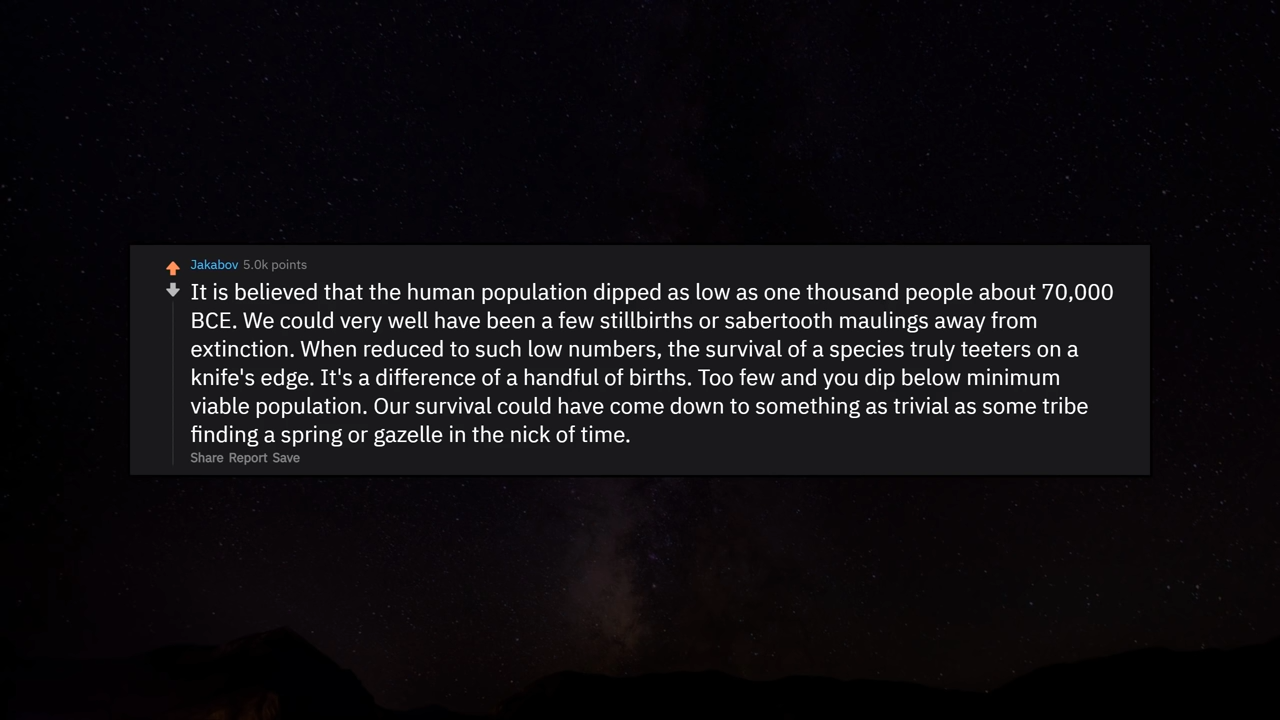 Jakabov 5.0k points
It is believed that the human population dipped as low as one thousand people about 70,000
BCE. We could very well have been a few stillbirths or sabertooth maulings away from
extinction. When reduced to such low numbers, the survival of a species truly teeters on a
knife's edge. It's a difference of a handful of births. Too few and you dip below minimum
viable population. Our survival could have come down to something as trivial as some tribe
finding a spring or gazelle in the nick of time.
Share Report Save